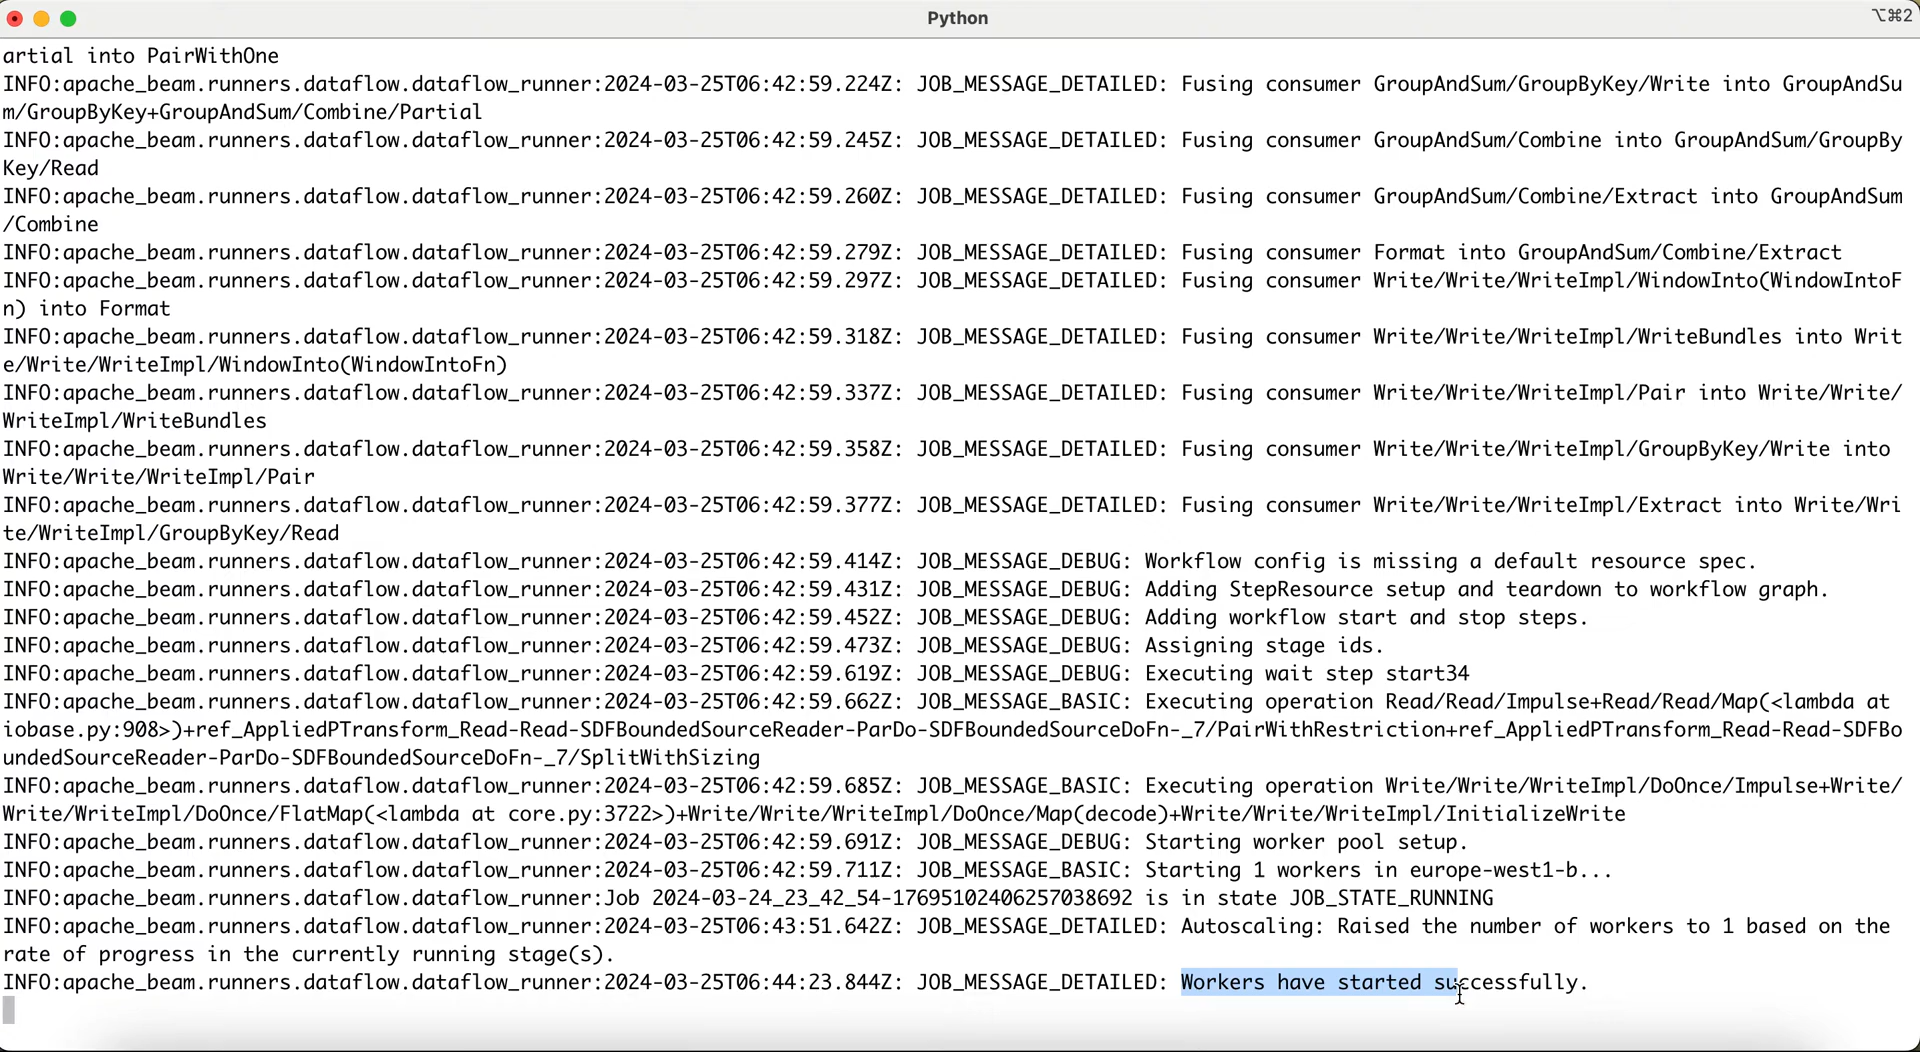 Python
⌥⌘2
artial into PairWithOne
INFO:apache_beam.runners.dataflow.dataflow_runner:2024-03-25T06:42:59.224Z: JOB_MESSAGE_DETAILED: Fusing consumer GroupAndSum/GroupByKey/Write into GroupAndSu
m/GroupByKey+GroupAndSum/Combine/Partial
INFO:apache_beam.runners.dataflow.dataflow_runner:2024-03-25T06:42:59.245Z: JOB_MESSAGE_DETAILED: Fusing consumer GroupAndSum/Combine into GroupAndSum/GroupBy
Key/Read
INFO:apache_beam.runners.dataflow.dataflow_runner:2024-03-25T06:42:59.260Z: JOB_MESSAGE_DETAILED: Fusing consumer GroupAndSum/Combine/Extract into GroupAndSum
/Combine
INFO:apache_beam.runners.dataflow.dataflow_runner:2024-03-25T06:42:59.279Z: JOB_MESSAGE_DETAILED: Fusing consumer Format into GroupAndSum/Combine/Extract
INFO:apache_beam.runners.dataflow.dataflow_runner:2024-03-25T06:42:59.297Z: JOB_MESSAGE_DETAILED: Fusing consumer Write/Write/WriteImpl/WindowInto(WindowIntoF
n) into Format
INFO:apache_beam.runners.dataflow.dataflow_runner:2024-03-25T06:42:59.318Z: JOB_MESSAGE_DETAILED: Fusing consumer Write/Write/WriteImpl/WriteBundles into Writ
e/Write/WriteImpl/WindowInto(WindowIntoFn)
INFO:apache_beam.runners.dataflow.dataflow_runner:2024-03-25T06:42:59.337Z: JOB_MESSAGE_DETAILED: Fusing consumer Write/Write/WriteImpl/Pair into Write/Write/
WriteImpl/WriteBundles
INFO:apache_beam.runners.dataflow.dataflow_runner:2024-03-25T06:42:59.358Z: JOB_MESSAGE_DETAILED: Fusing consumer Write/Write/WriteImpl/GroupByKey/Write into
Write/Write/WriteImpl/Pair
INFO:apache_beam.runners.dataflow.dataflow_runner:2024-03-25T06:42:59.377Z: JOB_MESSAGE_DETAILED: Fusing consumer Write/Write/WriteImpl/Extract into Write/Wri
te/WriteImpl/GroupByKey/Read
INFO:apache_beam.runners.dataflow.dataflow_runner:2024-03-25T06:42:59.414Z: JOB_MESSAGE_DEBUG: Workflow config is missing a default resource spec.
INFO:apache_beam.runners.dataflow.dataflow_runner:2024-03-25T06:42:59.431Z: JOB_MESSAGE_DEBUG: Adding StepResource setup and teardown to workflow graph.
INFO:apache_beam.runners.dataflow.dataflow_runner:2024-03-25T06:42:59.452Z: JOB_MESSAGE_DEBUG: Adding workflow start and stop steps.
INFO:apache_beam.runners.dataflow.dataflow_runner:2024-03-25T06:42:59.473Z: JOB_MESSAGE_DEBUG: Assigning stage ids.
INFO:apache_beam.runners.dataflow.dataflow_runner:2024-03-25T06:42:59.619Z: JOB_MESSAGE_DEBUG: Executing wait step start34
INFO:apache_beam.runners.dataflow.dataflow_runner:2024-03-25T06:42:59.662Z: JOB_MESSAGE_BASIC: Executing operation Read/Read/Impulse+Read/Read/Map(<lambda at
iobase.py:908>)+ref_AppliedPTransform_Read-Read-SDFBoundedSourceReader-ParDo-SDFBoundedSourceDoFn-_7/PairWithRestriction+ref_AppliedPTransform_Read-Read-SDFBo
undedSourceReader-ParDo-SDFBoundedSourceDoFn-_7/SplitWithSizing
INFO:apache_beam.runners.dataflow.dataflow_runner:2024-03-25T06:42:59.685Z: JOB_MESSAGE_BASIC: Executing operation Write/Write/WriteImpl/DoOnce/Impulse+Write/
Write/WriteImpl/DoOnce/FlatMap(<lambda at core.py:3722>)+Write/Write/WriteImpl/DoOnce/Map(decode)+Write/Write/WriteImpl/InitializeWrite
INFO:apache_beam.runners.dataflow.dataflow_runner:2024-03-25T06:42:59.691Z: JOB_MESSAGE_DEBUG: Starting worker pool setup.
INFO:apache_beam.runners.dataflow.dataflow_runner:2024-03-25T06:42:59.711Z: JOB_MESSAGE_BASIC: Starting 1 workers in europe-west1-b...
INFO:apache_beam.runners.dataflow.dataflow_runner:Job 2024-03-24_23_42_54-17695102406257038692 is in state JOB_STATE_RUNNING
INFO:apache_beam.runners.dataflow.dataflow_runner:2024-03-25T06:43:51.642Z: JOB_MESSAGE_DETAILED: Autoscaling: Raised the number of workers to 1 based on the
rate of progress in the currently running stage(s).
INFO:apache_beam.runners.dataflow.dataflow_runner:2024-03-25T06:44:23.844Z: JOB_MESSAGE_DETAILED: Workers have started successfully.